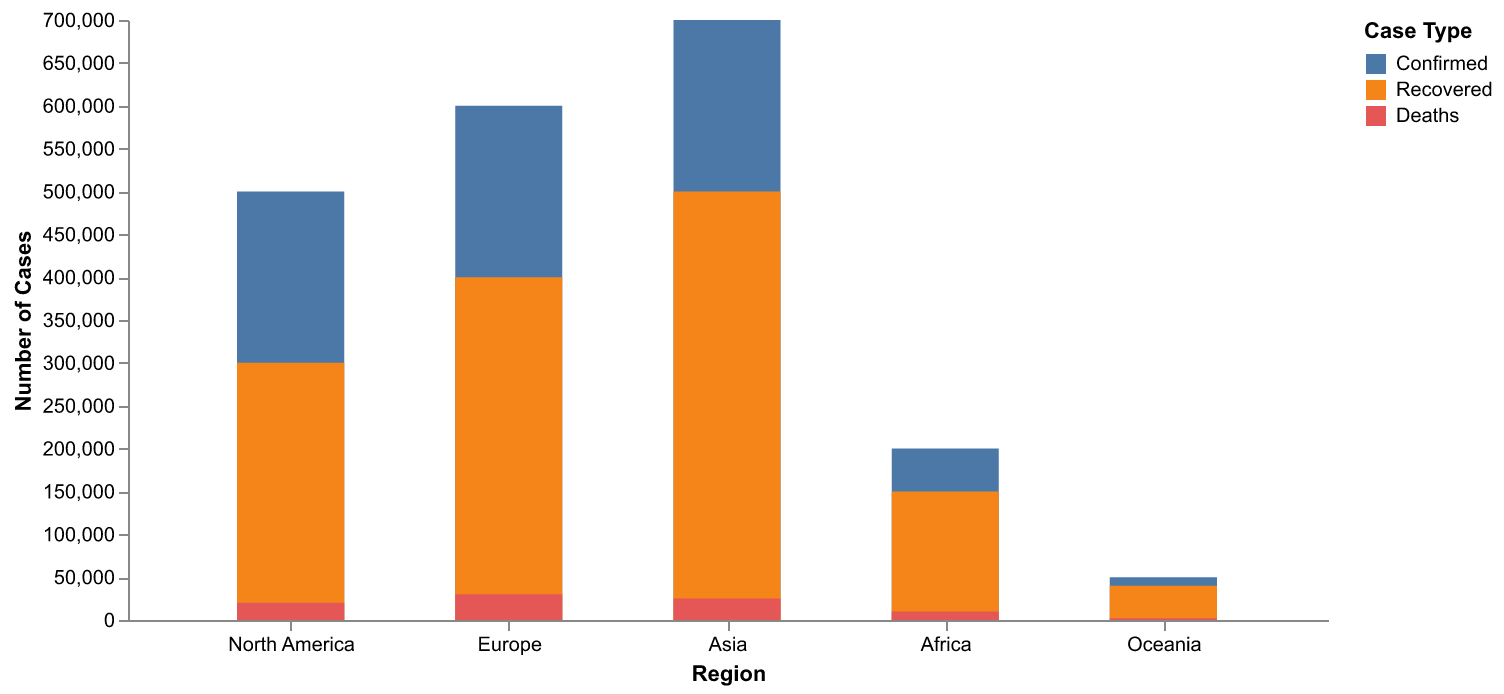 700,000
650,000
600,000
550,000
500,000
450,000
400,000
350,000
300,000
250,000
200,000
150,000
100,000
50,000
0
Number of Cases
North America
Europe
Asia
Africa
Oceania
Region
Case Type
Confirmed
Recovered
Deaths